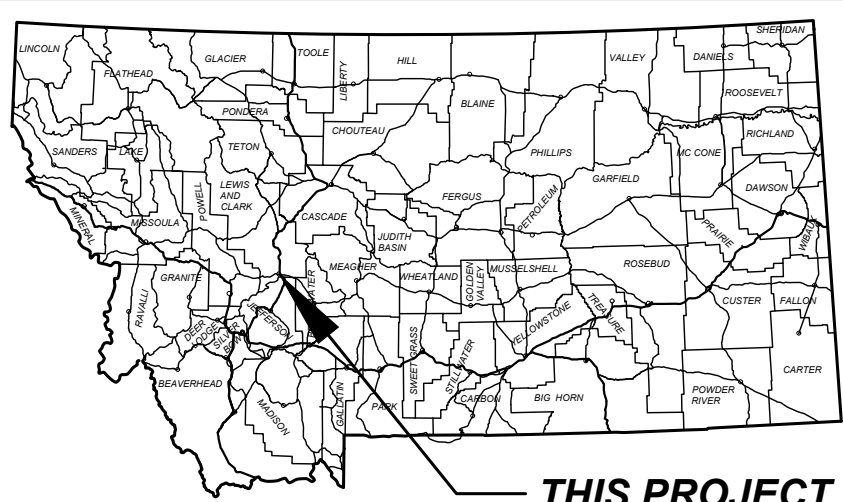 LINCOLN
FLATHEAD
GLACIER
TOOLE
LIBERTY
HILL
BLAINE
PHILLIPS
VALLEY
DANIELS
SHERIDAN
ROOSEVELT
PONDERA
CHOUTEAU
SANDERS
LAKE
TETON
RICHLAND
MC CONE
GARFIELD
DAWSON
MINERAL
MISSOULA
POWELL
LEWIS
AND
CLARK
CASCADE
JUDITH
BASIN
FERGUS
PETROLEUM
PRAIRIE
WIBAUX
RAVALLI
GRANITE
DEER
LODGE
SILVER
BOW
JEFFERSON
WATER
MEAGHER
WHEATLAND
GOLDEN
VALLEY
MUSSELSHELL
ROSEBUD
TREASURE
CUSTER
FALLON
YELLOWSTONE
BEAVERHEAD
MADISON
GALLATIN
PARK
SWEET GRASS
STILLWATER
CARBON
BIG HORN
POWDER
RIVER
CARTER
THIS PROJECT